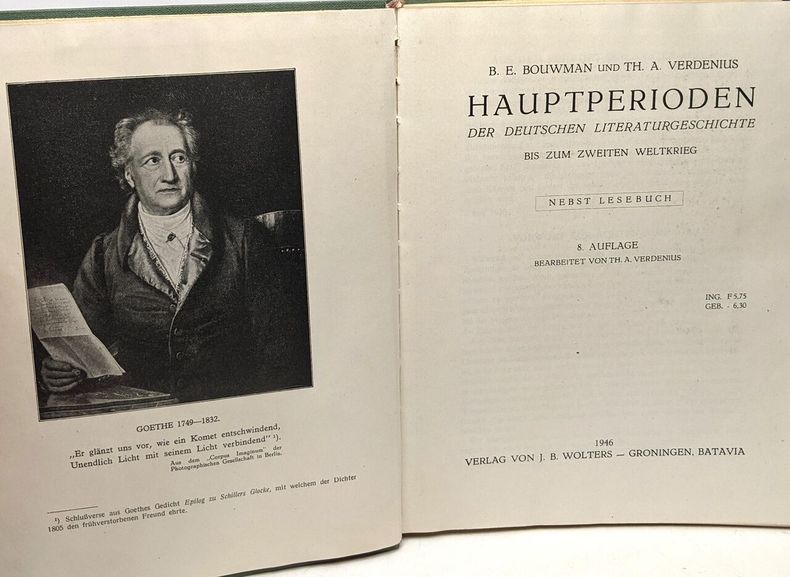 GOETHE 1749—1832.
„Er glänzt uns vor, wie ein Komet entschwindend,
Unendlich Licht mit seinem Licht verbindend" ¹).
Aus dem „Corpus Imaginum" der
Photographischen Gesellschaft in Berlin.
¹) Schlußverse aus Goethes Gedicht Epilog zu Schillers Glocke, mit welchem der Dichter
1805 den frühverstorbenen Freund ehrte.
B. E. BOUWMAN UND TH. A. VERDENIUS
HAUPTPERIODEN
DER DEUTSCHEN LITERATURGESCHICHTE
BIS ZUM ZWEITEN WELTKRIEG
NEBST LESEBUCH
8. AUFLAGE
BEARBEITET VON TH. A. VERDENIUS
ING. F 5,75
GEB. - 6,30
1946
VERLAG VON J. B. WOLTERS — GRONINGEN, BATAVIA